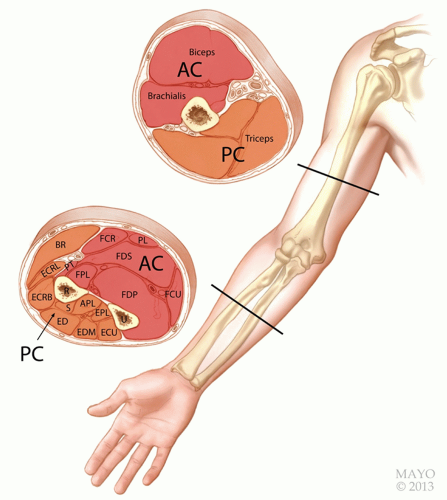 Biceps
AC
Brachialis
Triceps
PC
BR
FCR
PL
FDS
AC
ECRL
PT
FPL
R
FDP
FCU
ECRB
S
APL
EPL
U
ED
EDM
ECU
PC
MAYO
© 2013